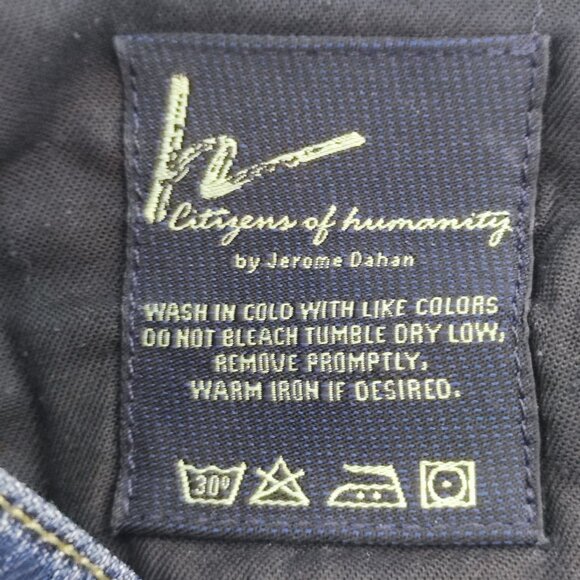 h
Citizens of humanity
by Jerome Dahan
WASH IN COLD WITH LIKE COLORS
DO NOT BLEACH TUMBLE DRY LOW,
REMOVE PROMPTLY,
WARM IRON IF DESIRED.
30°